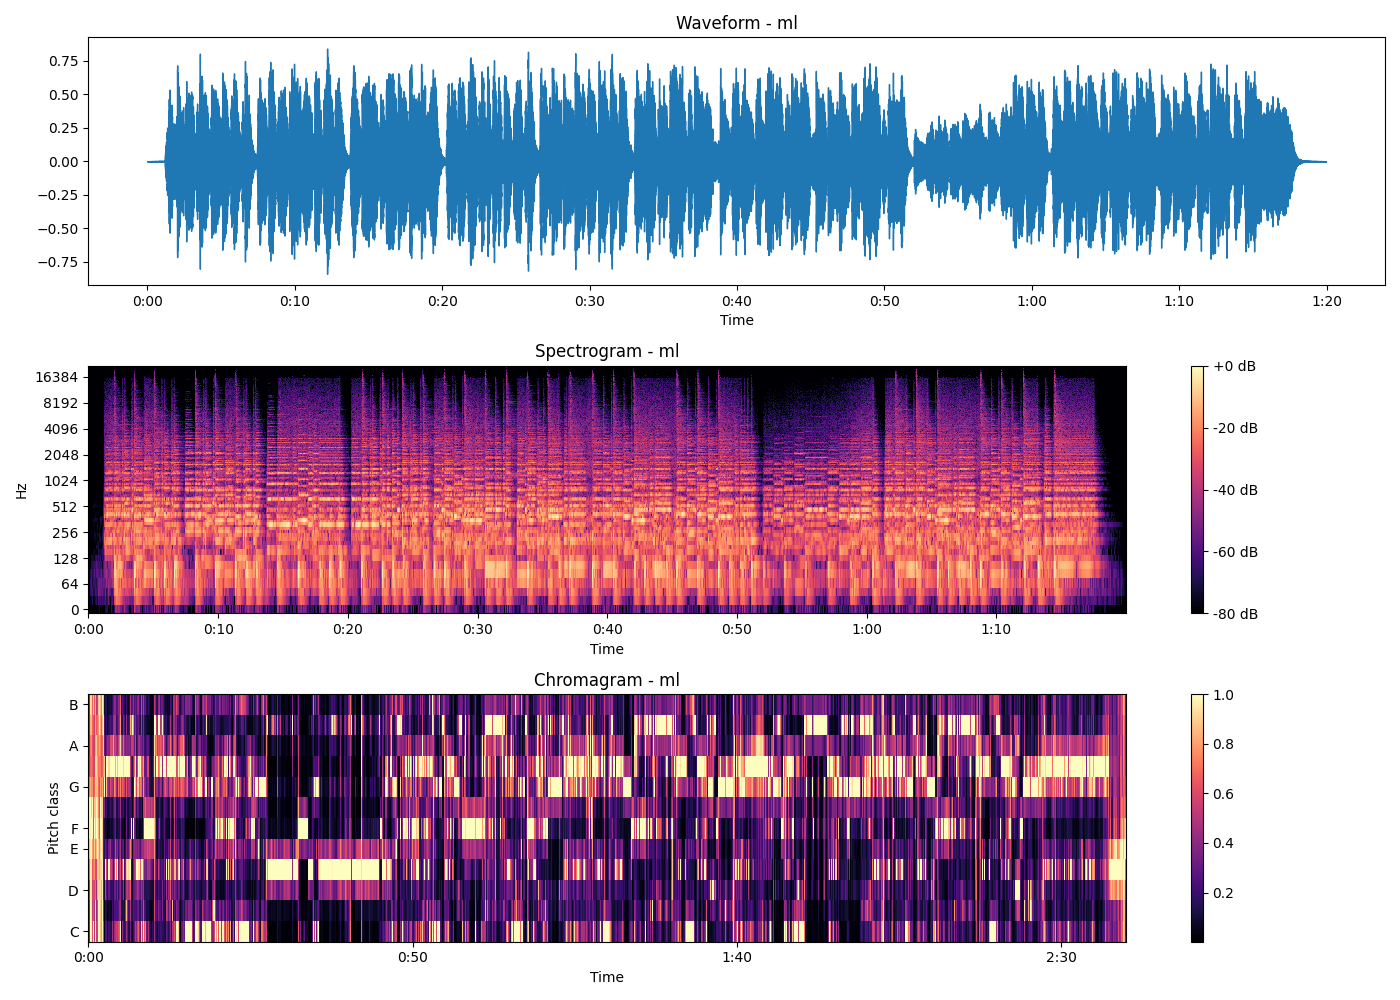 Waveform - ml
0.75
0.50
0.25
0.00
−0.25
−0.50
−0.75
0:00 0:10 0:20 0:30 0:40 0:50 1:00 1:10 1:20
Time
Spectrogram - ml
Hz
16384
8192
4096
2048
1024
512
256
128
64
0
0:00 0:10 0:20 0:30 0:40 0:50 1:00 1:10
Time
+0 dB
-20 dB
-40 dB
-60 dB
-80 dB
Chromagram - ml
Pitch class
B
A
G
F
E
D
C
0:00 0:50 1:40 2:30
Time
1.0
0.8
0.6
0.4
0.2